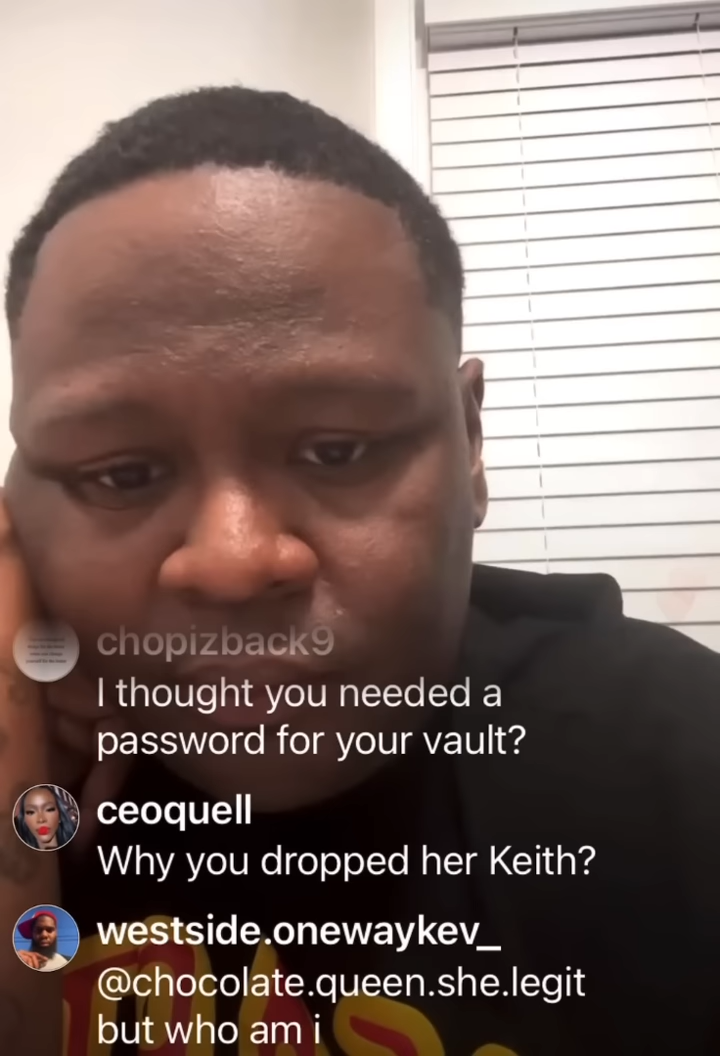 chopizback9
I thought you needed a
password for your vault?
ceoquell
Why you dropped her Keith?
westside.onewaykev_
@chocolate.queen.she.legit
but who am i